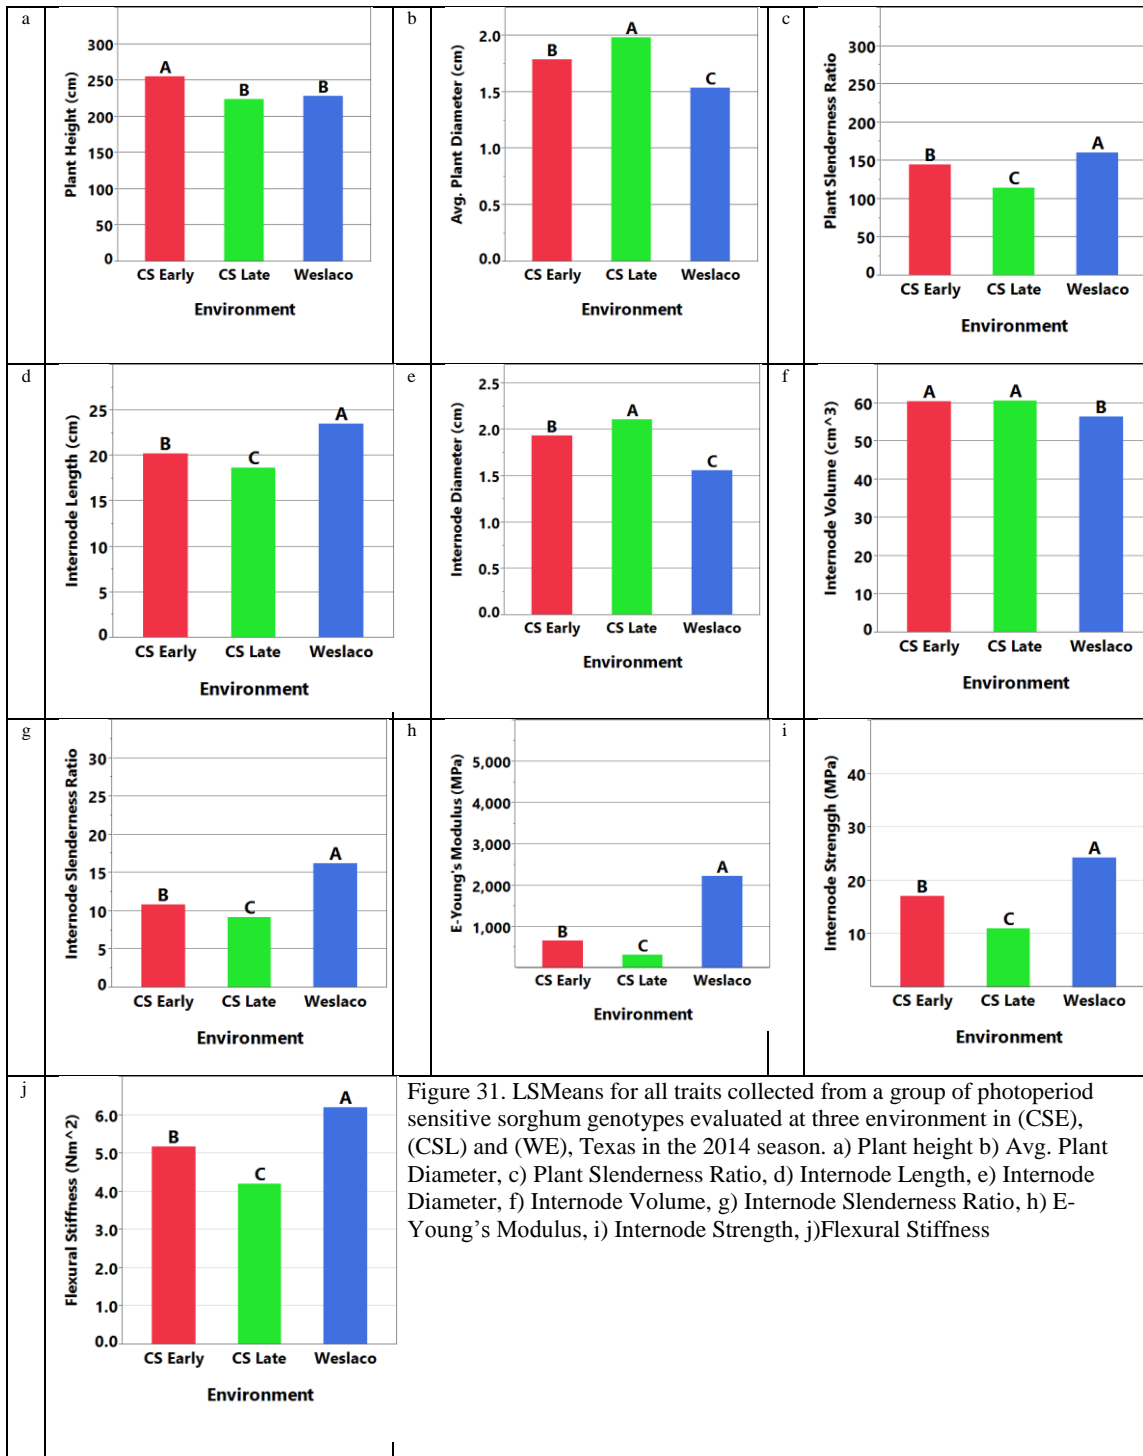 a
300
250
200
150
100
50
0
Plant Height (cm)
A
B
B
CS Early
CS Late
Weslaco
Environment
b
2.0
1.5
1.0
0.5
0.0
Avg. Plant Diameter (cm)
B
A
C
CS Early
CS Late
Weslaco
Environment
c
300
250
200
150
100
50
0
Plant Slenderness Ratio
B
C
A
CS Early
CS Late
Weslaco
Environment
d
25
20
15
10
5
0
Internode Length (cm)
B
C
A
CS Early
CS Late
Weslaco
Environment
e
2.5
2.0
1.5
1.0
0.5
0.0
Internode Diameter (cm)
B
A
C
CS Early
CS Late
Weslaco
Environment
f
60
50
40
30
20
10
0
Internode Volume (cm^3)
A
A
B
CS Early
CS Late
Weslaco
Environment
g
30
25
20
15
10
5
0
Internode Slenderness Ratio
B
C
A
CS Early
CS Late
Weslaco
Environment
h
5,000
4,000
3,000
2,000
1,000
E-Young's Modulus (MPa)
B
C
A
CS Early
CS Late
Weslaco
Environment
i
40
30
20
10
Internode Strenggh (MPa)
B
C
A
CS Early
CS Late
Weslaco
Environment
j
6.0
5.0
4.0
3.0
2.0
1.0
0.0
Flexural Stiffness (Nm^2)
B
C
A
CS Early
CS Late
Weslaco
Environment
Figure 31. LSMeans for all traits collected from a group of photoperiod
sensitive sorghum genotypes evaluated at three environment in (CSE),
(CSL) and (WE), Texas in the 2014 season. a) Plant height b) Avg. Plant
Diameter, c) Plant Slenderness Ratio, d) Internode Length, e) Internode
Diameter, f) Internode Volume, g) Internode Slenderness Ratio, h) E-
Young’s Modulus, i) Internode Strength, j)Flexural Stiffness